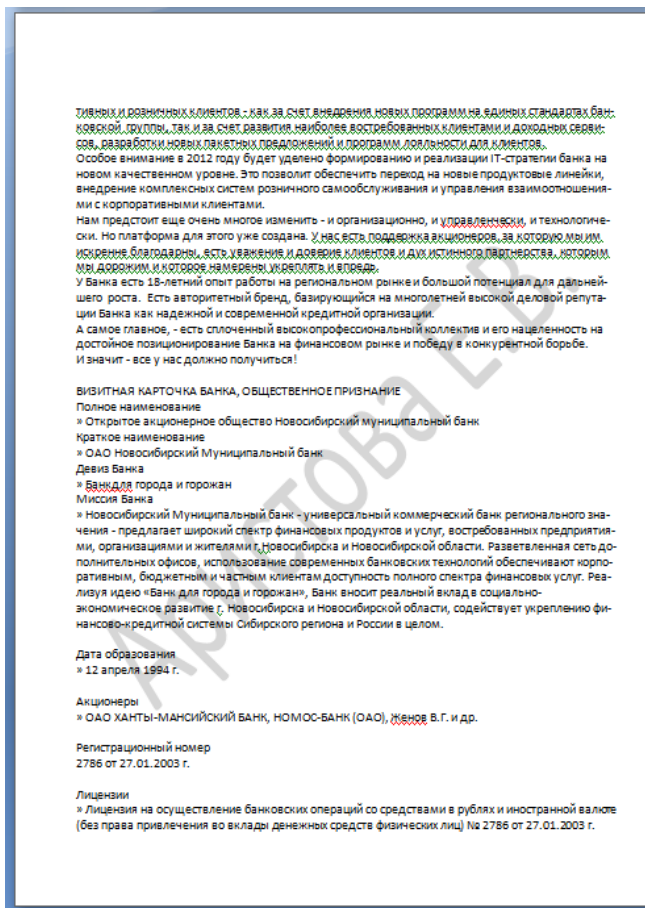 тивных и розничных клиентов - как за счет внедрения новых программ на единых стандартах бан-
ковской группы, так и за счет развития наиболее востребованных клиентами и доходных серви-
сов, разработки новых пакетных предложений и программ лояльности для клиентов.
Особое внимание в 2012 году будет уделено формированию и реализации IT-стратегии банка на
новом качественном уровне. Это позволит обеспечить переход на новые продуктовые линейки,
внедрение комплексных систем розничного самообслуживания и управления взаимоотношения-
ми с корпоративными клиентами.
Нам предстоит еще очень многое изменить - и организационно, и управленчески, и технологиче-
ски. Но платформа для этого уже создана. У нас есть поддержка акционеров, за которую мы им
искренне благодарны, есть уважение и доверие клиентов и дух истинного партнерства, которым
мы дорожим и которое намерены укреплять и впредь.
У Банка есть 18-летний опыт работы на региональном рынке и большой потенциал для дальней-
шего роста. Есть авторитетный бренд, базирующийся на многолетней высокой деловой репута-
ции Банка как надежной и современной кредитной организации.
А самое главное, - есть сплоченный высокопрофессиональный коллектив и его нацеленность на
достойное позиционирование Банка на финансовом рынке и победу в конкурентной борьбе.
И значит - все у нас должно получиться!
ВИЗИТНАЯ КАРТОЧКА БАНКА, ОБЩЕСТВЕННОЕ ПРИЗНАНИЕ
Полное наименование
» Открытое акционерное общество Новосибирский муниципальный банк
Краткое наименование
» ОАО Новосибирский Муниципальный банк
Девиз Банка
» Банкдля города и горожан
Миссия Банка
» Новосибирский Муниципальный банк - универсальный коммерческий банк регионального зна-
чения - предлагает широкий спектр финансовых продуктов и услуг, востребованных предприятия-
ми, организациями и жителями г.Новосибирска и Новосибирской области. Разветвленная сеть до-
полнительных офисов, использование современных банковских технологий обеспечивают корпо-
ративным, бюджетным и частным клиентам доступность полного спектра финансовых услуг. Реа-
лизуя идею «Банк для города и горожан», Банк вносит реальный вклад в социально-
экономическое развитие г. Новосибирска и Новосибирской области, содействует укреплению фи-
нансово-кредитной системы Сибирского региона и России в целом.
Дата образования
» 12 апреля 1994 г.
Акционеры
» ОАО ХАНТЫ-МАНСИЙСКИЙ БАНК, НОМОС-БАНК (ОАО), Женов В.Г. и др.
Регистрационный номер
2786 от 27.01.2003 г.
Лицензии
» Лицензия на осуществление банковских операций со средствами в рублях и иностранной валюте
(без права привлечения во вклады денежных средств физических лиц) № 2786 от 27.01.2003 г.
Аристова Е.В.